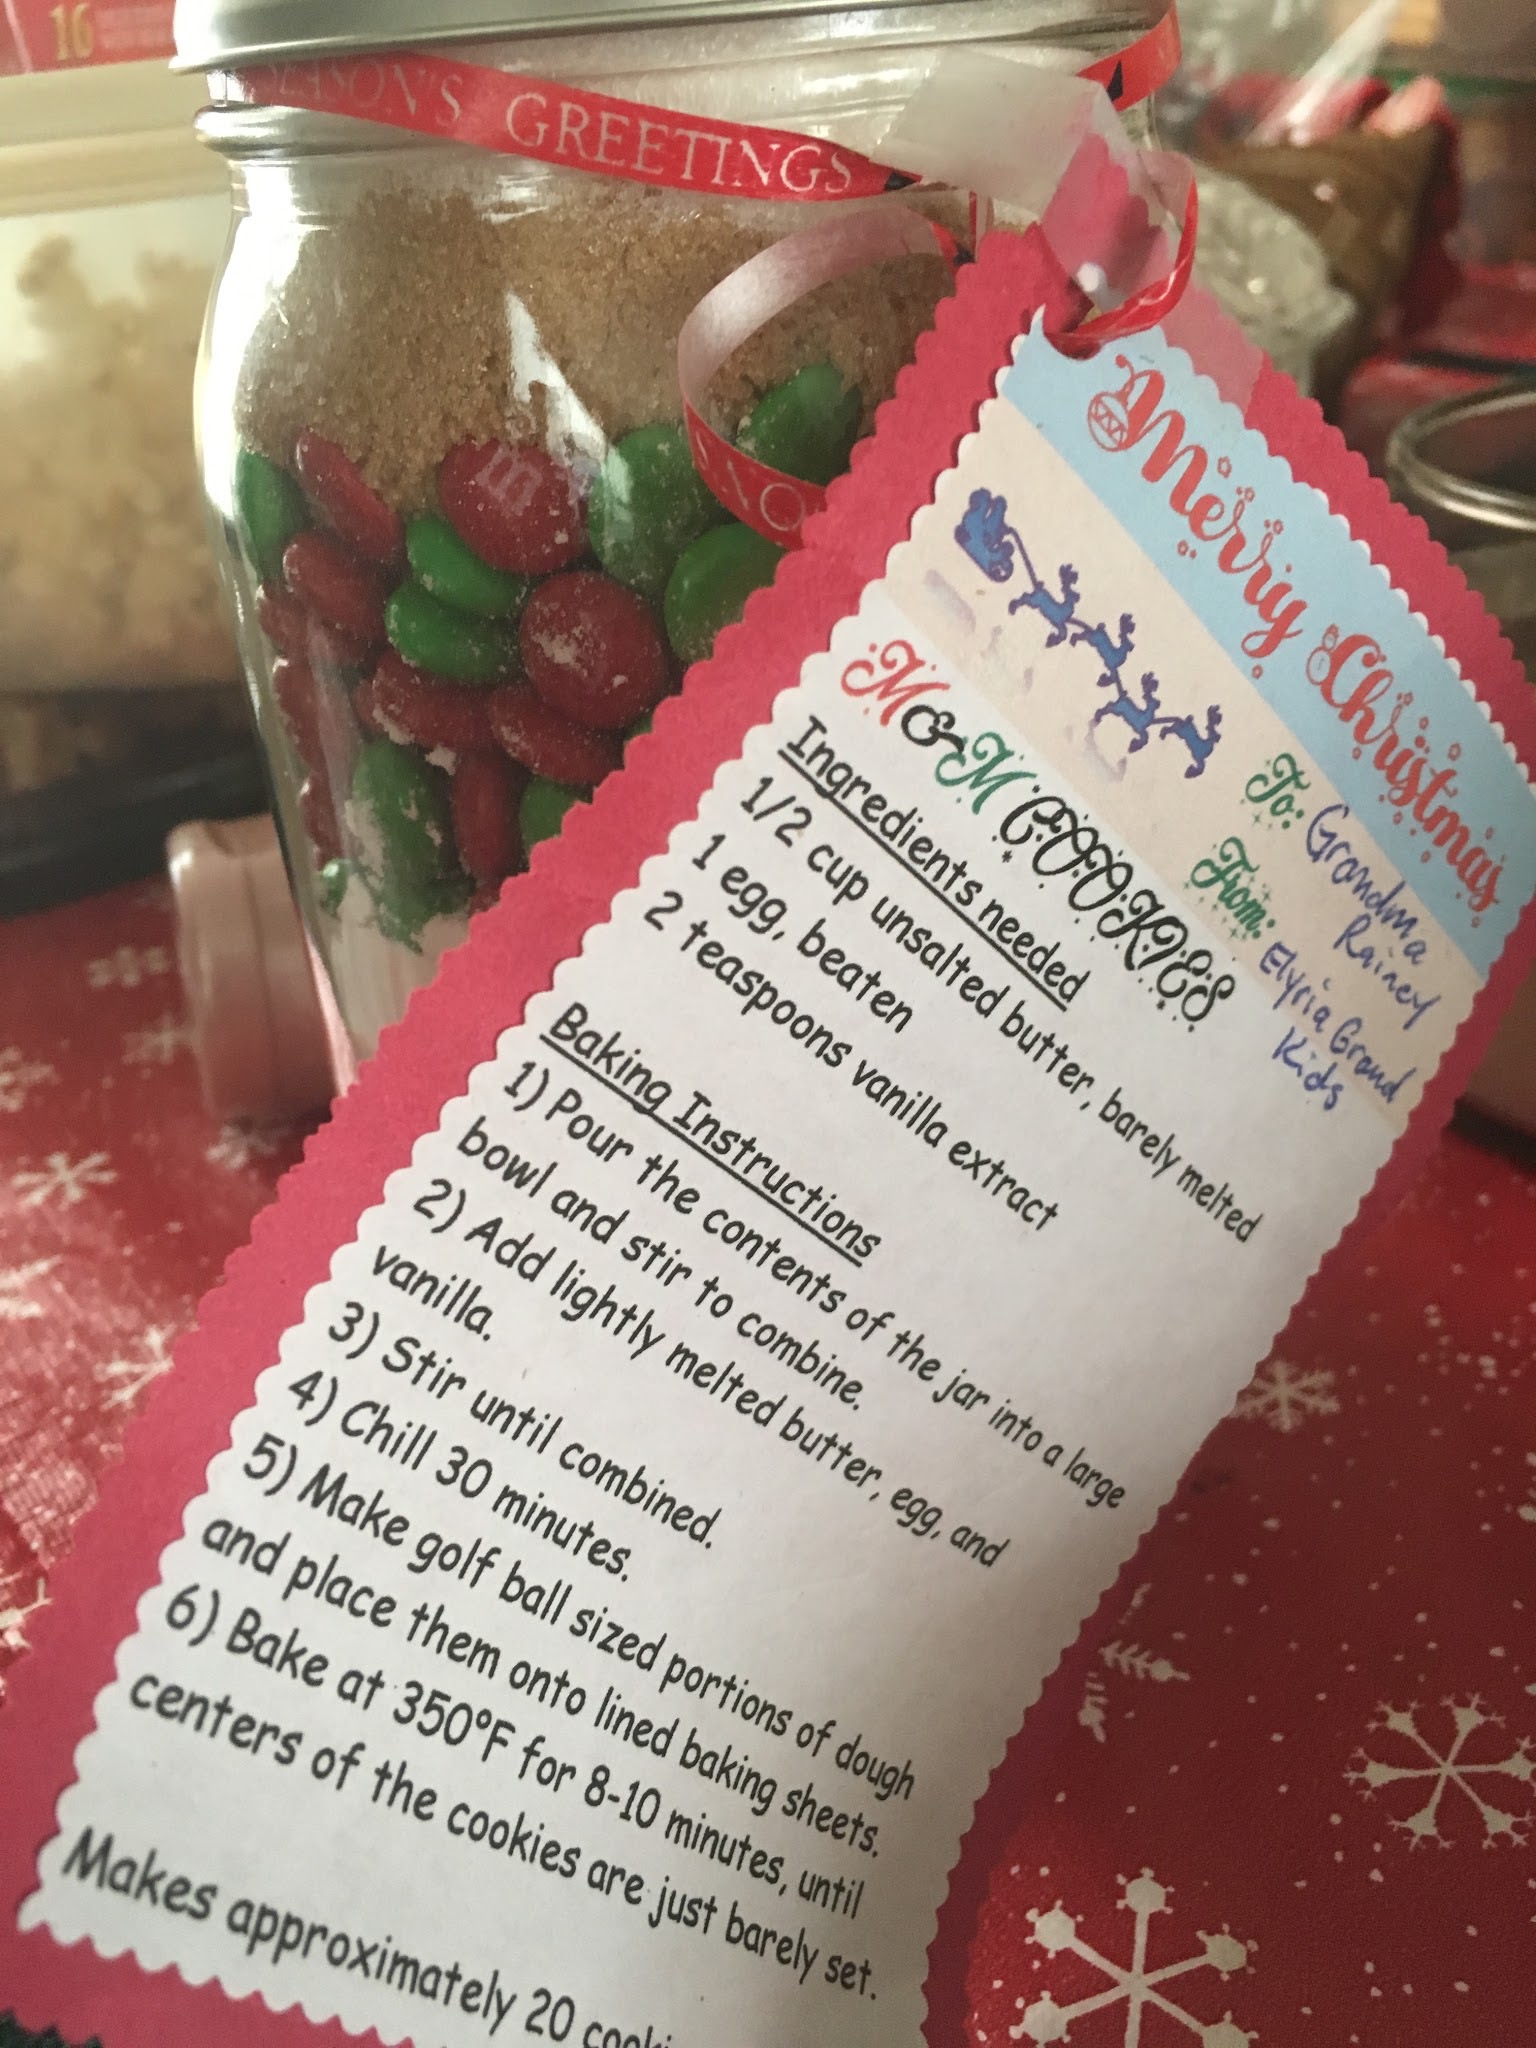 16
SEASON'S GREETINGS
Merry Christmas
To: Grandma
Rainey
From: Elyria Grand
Kids
M&M COOKIES
Ingredients needed
1/2 cup unsalted butter, barely melted
1 egg, beaten
2 teaspoons vanilla extract
Baking Instructions
1) Pour the contents of the jar into a large
bowl and stir to combine.
2) Add lightly melted butter, egg, and
vanilla.
3) Stir until combined.
4) Chill 30 minutes.
5) Make golf ball sized portions of dough
and place them onto lined baking sheets.
6) Bake at 350°F for 8-10 minutes, until
centers of the cookies are just barely set.
Makes approximately 20 cooki
m